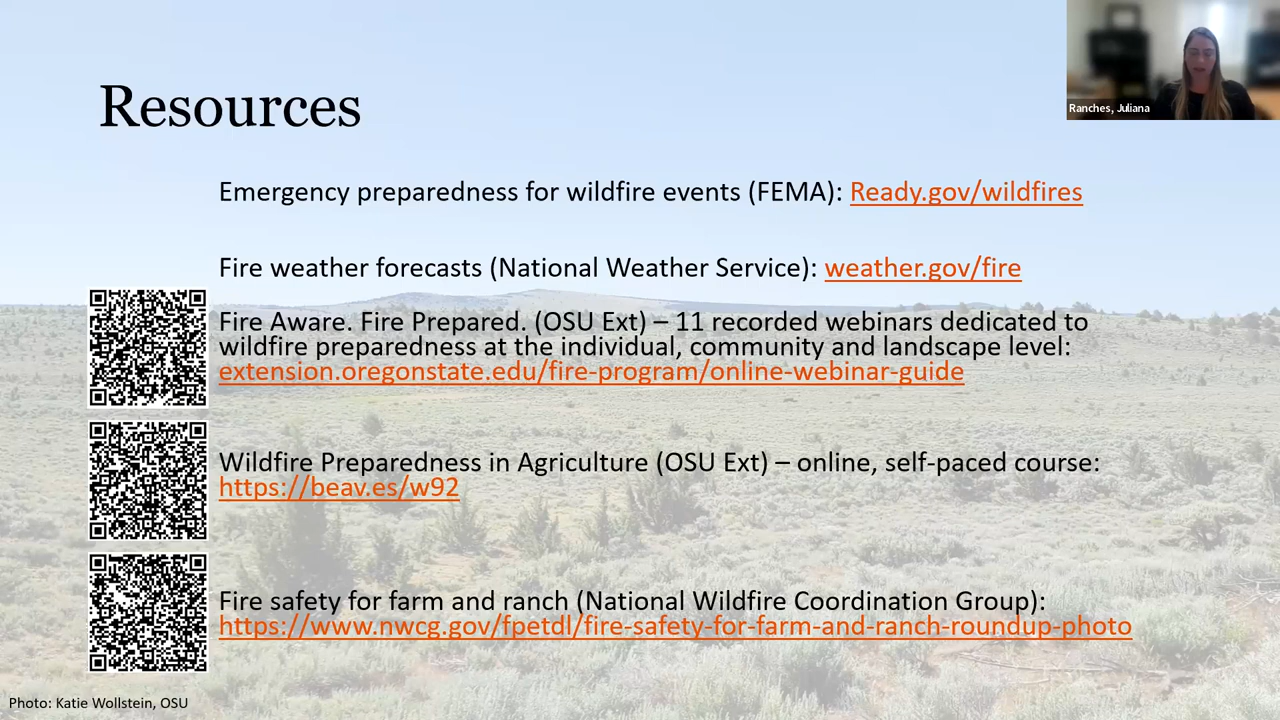 Ranches, Juliana
Resources
Emergency preparedness for wildfire events (FEMA): Ready.gov/wildfires
Fire weather forecasts (National Weather Service): weather.gov/fire
Fire Aware. Fire Prepared. (OSU Ext) – 11 recorded webinars dedicated to
wildfire preparedness at the individual, community and landscape level:
extension.oregonstate.edu/fire-program/online-webinar-guide
Wildfire Preparedness in Agriculture (OSU Ext) – online, self-paced course:
https://beav.es/w92
Fire safety for farm and ranch (National Wildfire Coordination Group):
https://www.nwcg.gov/fpetdl/fire-safety-for-farm-and-ranch-roundup-photo
Photo: Katie Wollstein, OSU